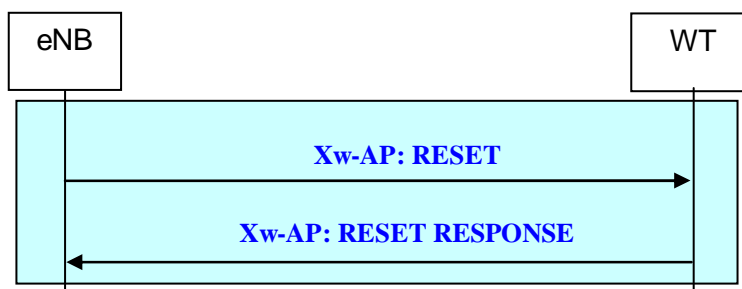 eNB
WT
Xw-AP: RESET
Xw-AP: RESET RESPONSE